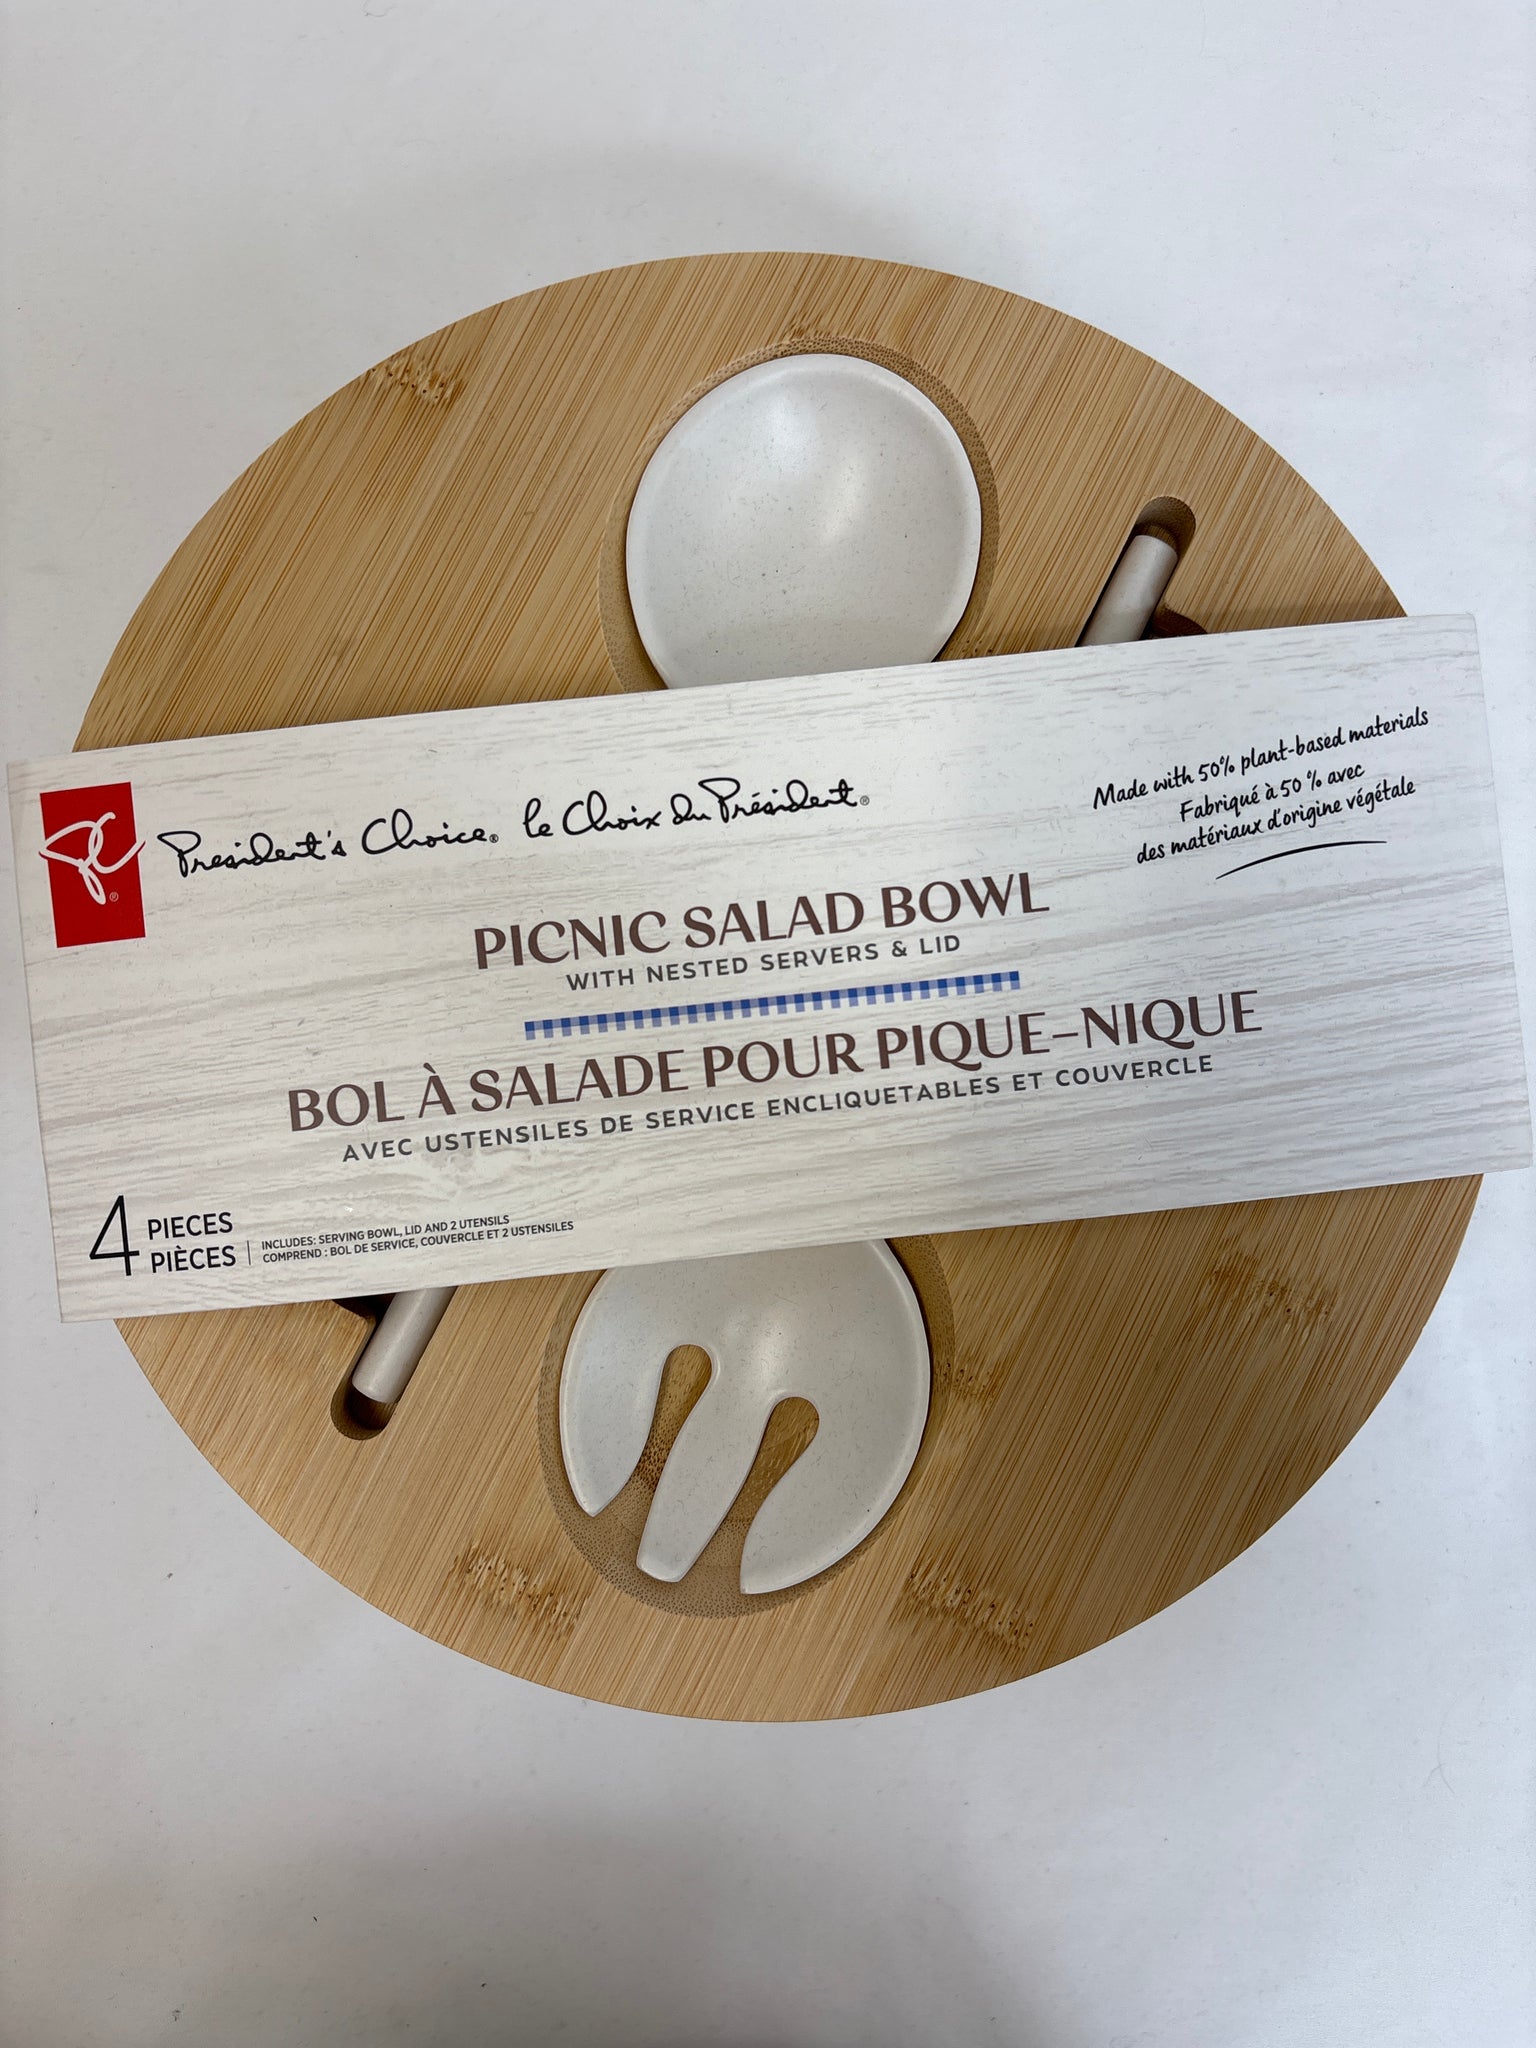 President's Choice® le Choix du Président®
Made with 50% plant-based materials
Fabriqué à 50 % avec
des matériaux d'origine végétale
PICNIC SALAD BOWL
WITH NESTED SERVERS & LID
BOL À SALADE POUR PIQUE-NIQUE
AVEC USTENSILES DE SERVICE ENCLIQUETABLES ET COUVERCLE
4 PIECES
PIÈCES
INCLUDES: SERVING BOWL, LID AND 2 UTENSILS
COMPREND : BOL DE SERVICE, COUVERCLE ET 2 USTENSILES
PC®